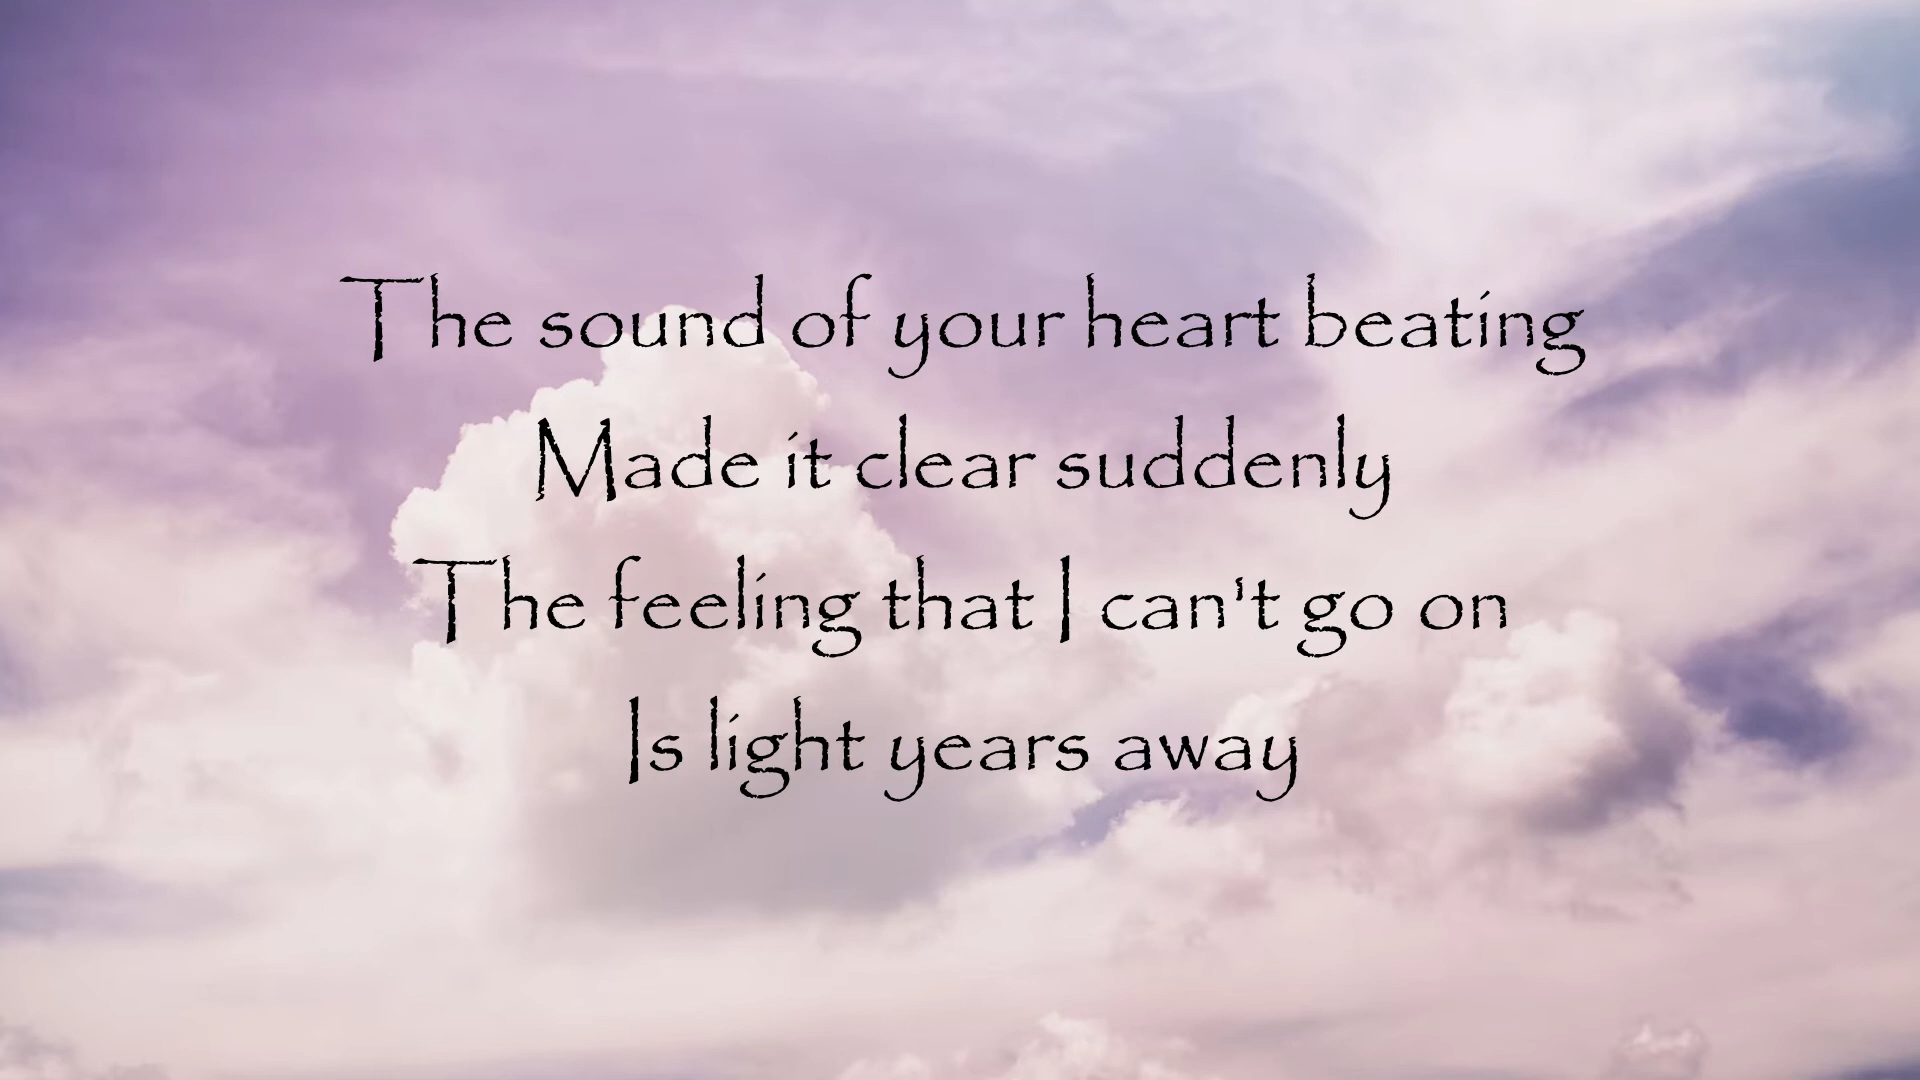 The sound of your heart beating
Made it clear suddenly
The feeling that I can't go on
Is light years away